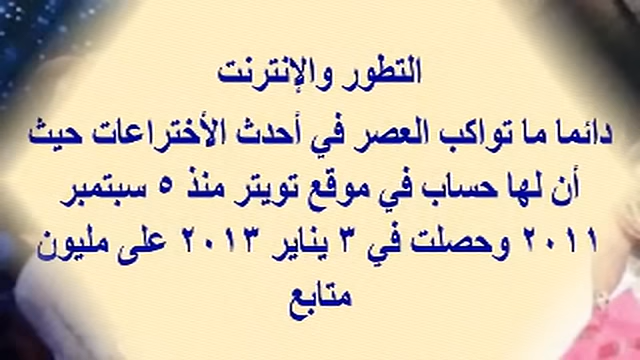 التطور والإنترنت
دائما ما تواكب العصر في أحدث الأختراعات حيث
أن لها حساب في موقع تويتر منذ ٥ سبتمبر
٢٠١١ وحصلت في ٣ يناير ٢٠١٣ على مليون
متابع